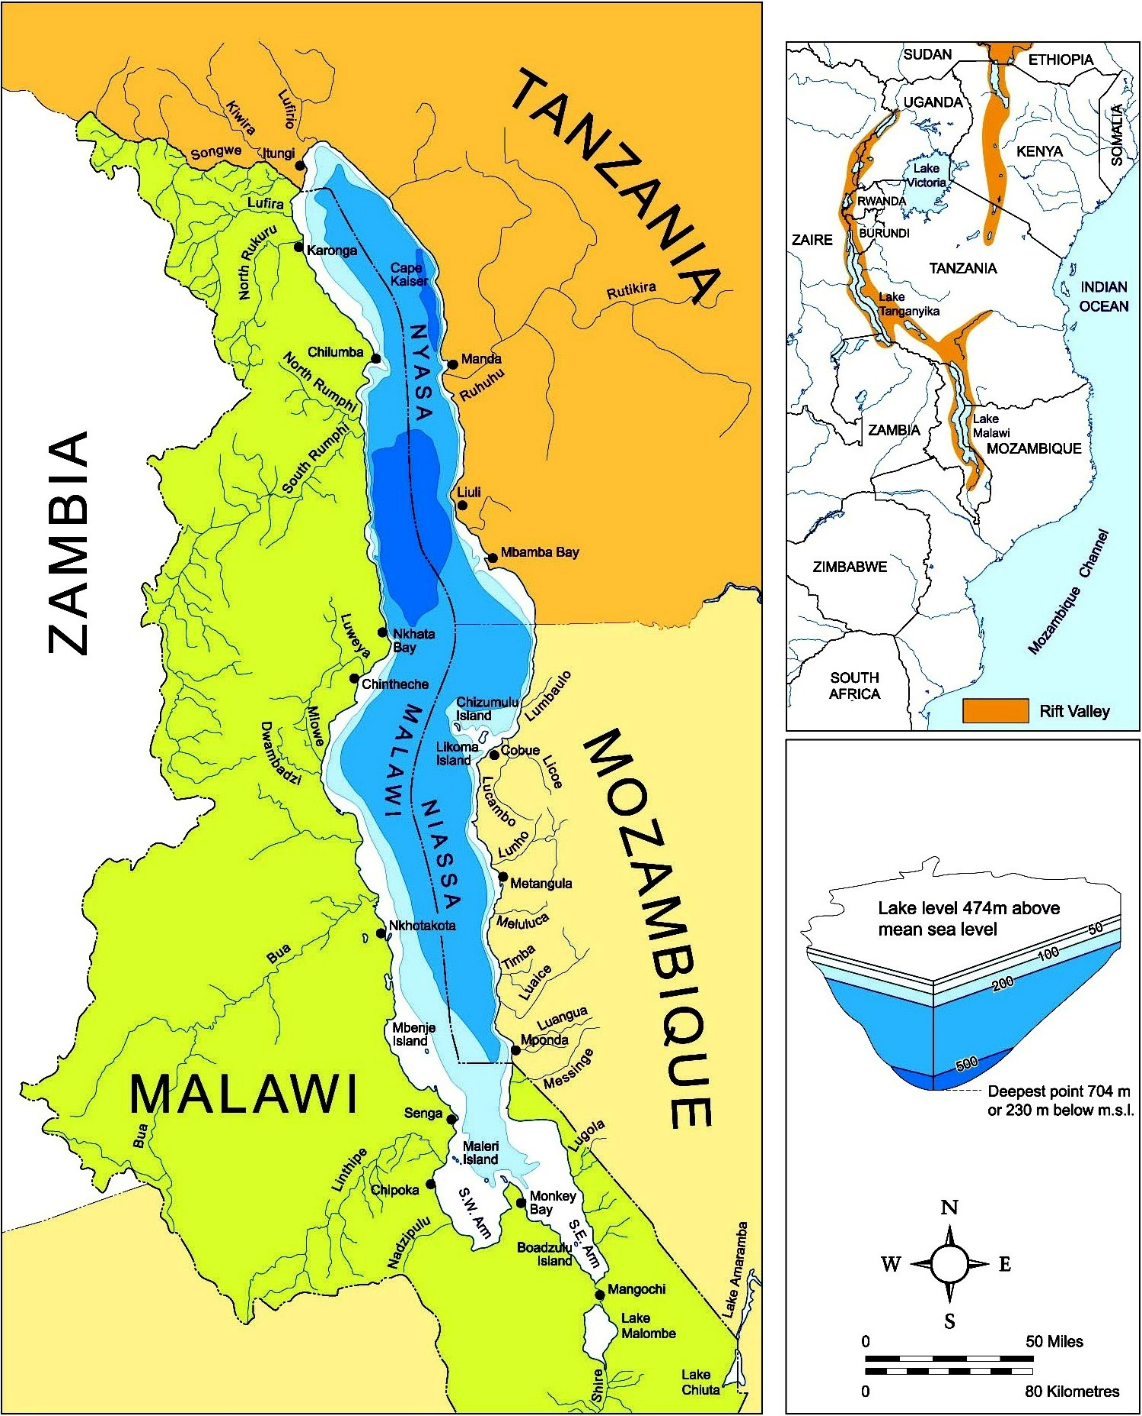 TANZANIA
Kiwira
Lufirio
Songwe
Itungi
Lufira
North Rukuru
Karonga
Cape
Kaiser
Rutikira
NYASA
Chilumba
Manda
Ruhuhu
North Rumphi
South Rumphi
ZAMBIA
Liuli
Mbamba Bay
Luweya
Nkhata
Bay
Chintheche
Chizumulu
Island
Lumbaulo
Mlowe
Dwambadzi
MALAWI
Likoma
Island
Cobue
Licoe
Lucambo
MOZAMBIQUE
NIASSA
Lunho
Metangula
Nkhotakota
Meluluca
Bua
Timba
Luaice
Mbenje
Island
Luangua
Mponda
Messinge
MALAWI
Senga
Bua
Lugola
Maleri
Island
Linthipe
Chipoka
S.W. Arm
Monkey
Bay
Nadzipulu
S.E. Arm
Boadzulu
Island
Mangochi
Lake Amaramba
Lake
Malombe
Shire
Lake
Chiuta
SUDAN
ETHIOPIA
UGANDA
SOMALIA
KENYA
Lake
Victoria
RWANDA
BURUNDI
ZAIRE
TANZANIA
INDIAN
OCEAN
Lake
Tanganyika
Lake
Malawi
ZAMBIA
MOZAMBIQUE
ZIMBABWE
Mozambique Channel
SOUTH
AFRICA
Rift Valley
Lake level 474m above
mean sea level
50
100
200
500
Deepest point 704 m
or 230 m below m.s.l.
N
W
E
S
0
50 Miles
0
80 Kilometres